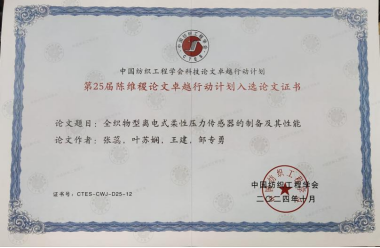 中国纺织工程学会科技论文卓越行动计划
第25届陈维稷论文卓越行动计划入选论文证书
论文题目：全织物型离电式柔性压力传感器的制备及其性能
论文作者：张蕊、叶苏娴、王建、邹专勇
中国纺织工程学会
证书号：CTES-CWJ-D25-12
二〇二四年十月